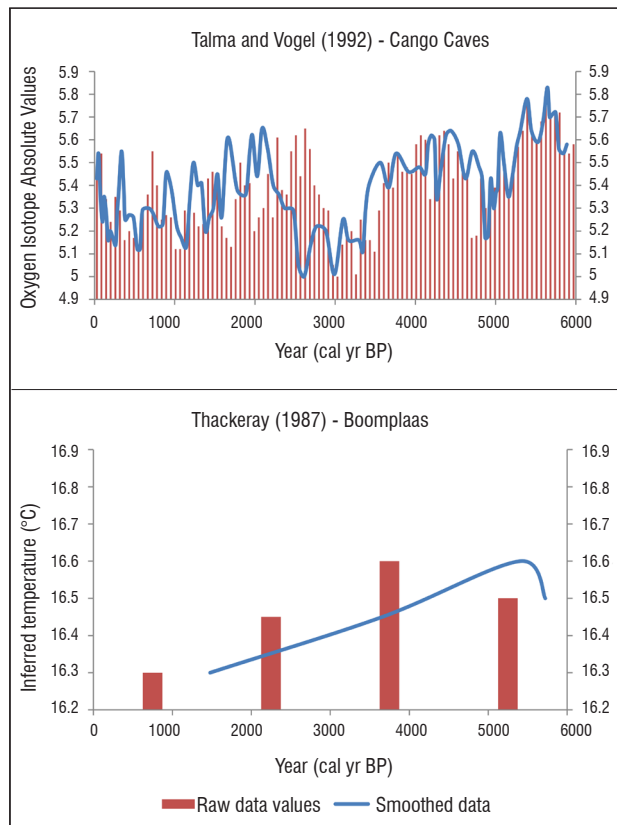 Talma and Vogel (1992) - Cango Caves
Oxygen Isotope Absolute Values
5.9 5.9
5.8 5.8
5.7 5.7
5.6 5.6
5.5 5.5
5.4 5.4
5.3 5.3
5.2 5.2
5.1 5.1
5 5
4.9 4.9
0 1000 2000 3000 4000 5000 6000
Year (cal yr BP)
Thackeray (1987) - Boomplaas
Inferred temperature (°C)
16.9 16.9
16.8 16.8
16.7 16.7
16.6 16.6
16.5 16.5
16.4 16.4
16.3 16.3
16.2 16.2
0 1000 2000 3000 4000 5000 6000
Year (cal yr BP)
Raw data values Smoothed data